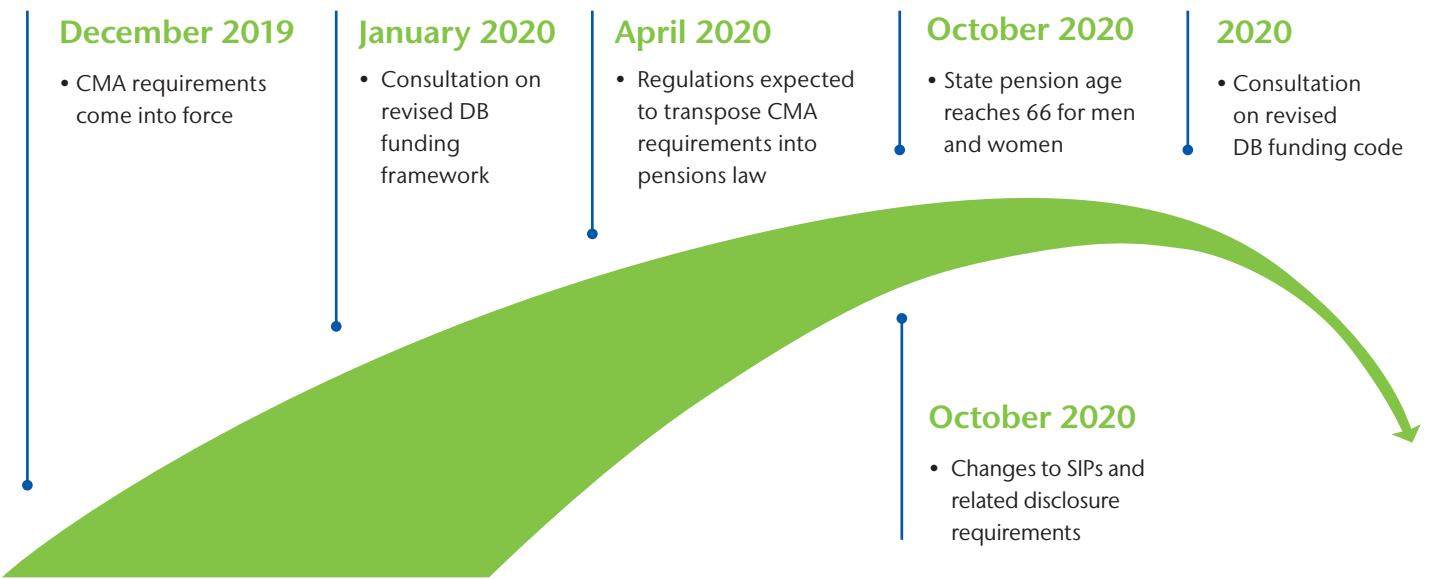 December 2019
• CMA requirements
come into force
January 2020
• Consultation on
revised DB
funding
framework
April 2020
• Regulations expected
to transpose CMA
requirements into
pensions law
October 2020
• State pension age
reaches 66 for men
and women
2020
• Consultation
on revised
DB funding code
October 2020
• Changes to SIPs and
related disclosure
requirements